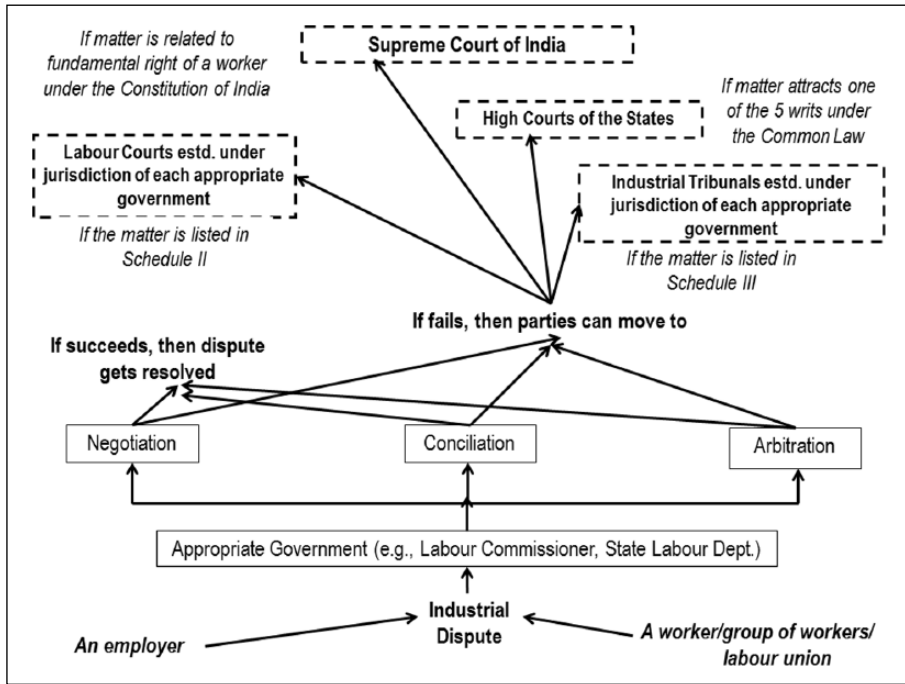 If matter is related to
fundamental right of a worker
under the Constitution of India
Supreme Court of India
If matter attracts one
of the 5 writs under
the Common Law
High Courts of the States
Labour Courts estd. under
jurisdiction of each appropriate
government
Industrial Tribunals estd. under
jurisdiction of each appropriate
government
If the matter is listed in
Schedule II
If the matter is listed in
Schedule III
If fails, then parties can move to
If succeeds, then dispute
gets resolved
Negotiation
Conciliation
Arbitration
Appropriate Government (e.g., Labour Commissioner, State Labour Dept.)
Industrial
Dispute
An employer
A worker/group of workers/
labour union